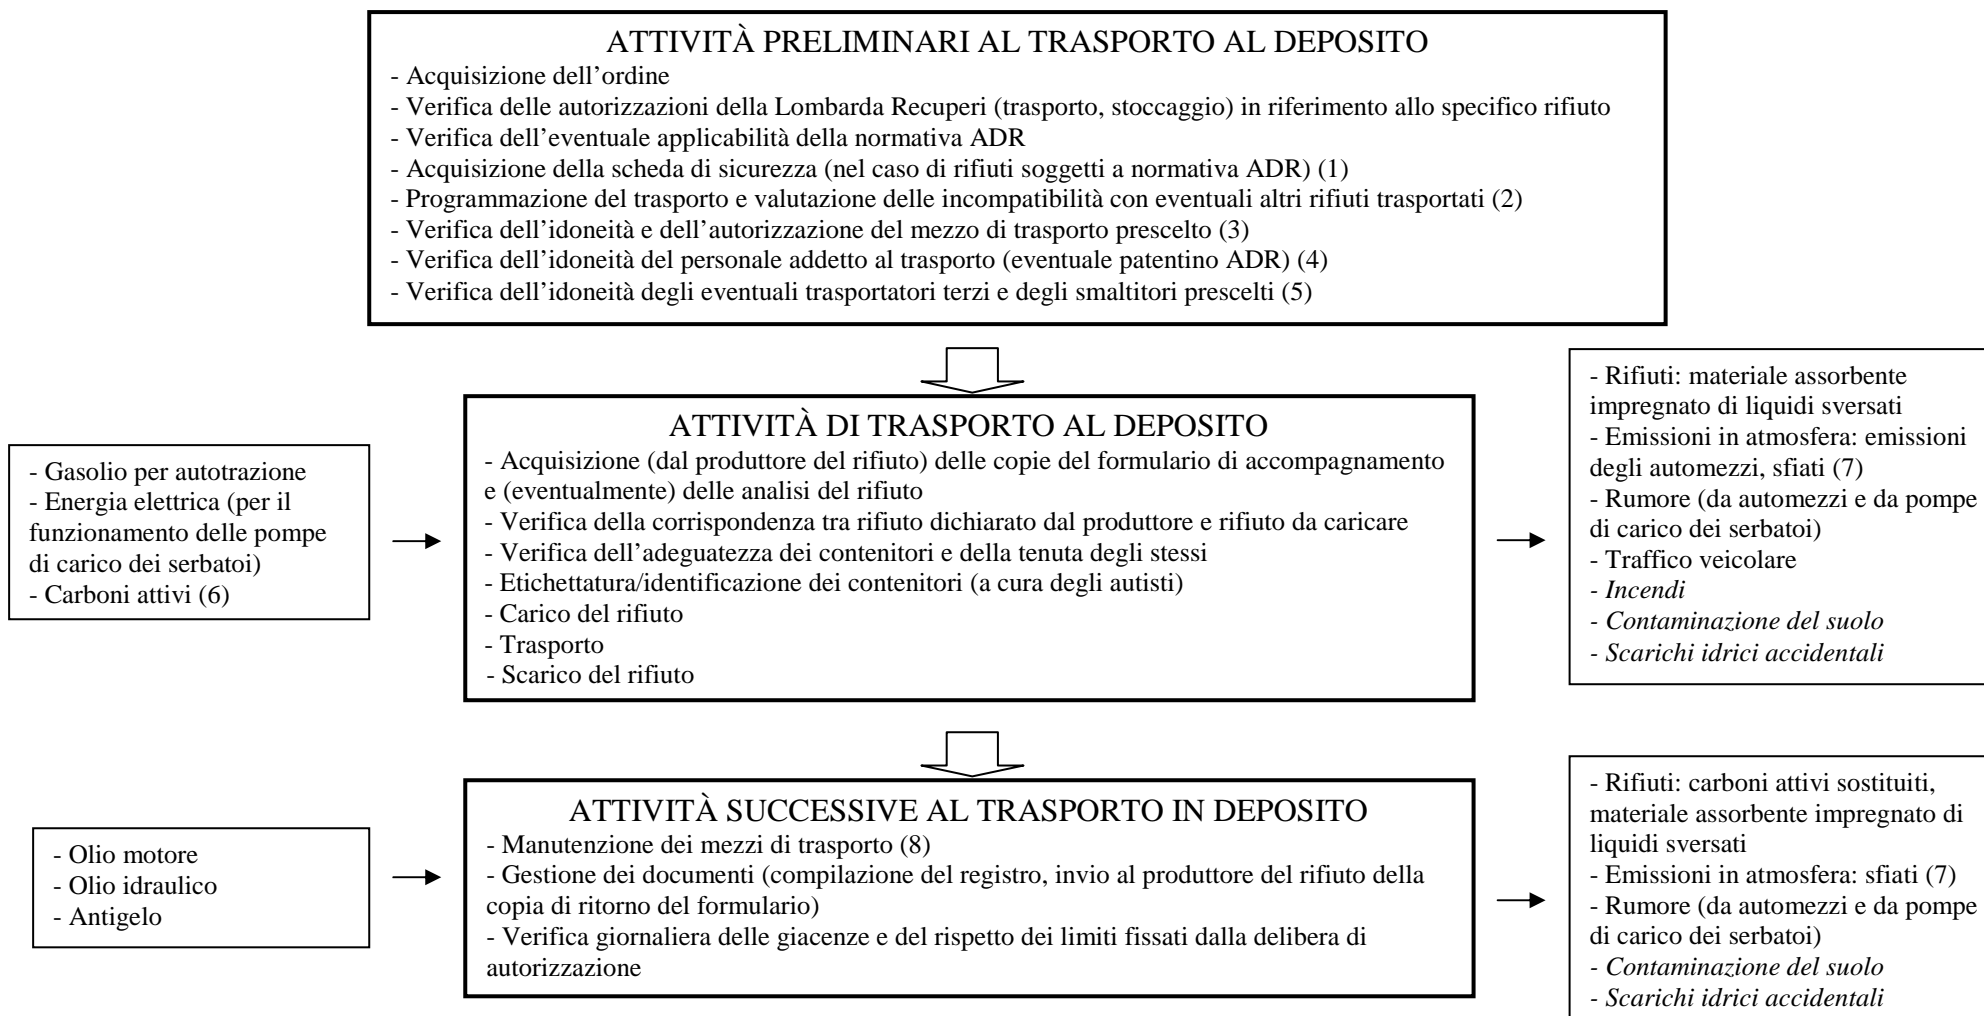 ATTIVITÀ PRELIMINARI AL TRASPORTO AL DEPOSITO
- Acquisizione dell’ordine
- Verifica delle autorizzazioni della Lombarda Recuperi (trasporto, stoccaggio) in riferimento allo specifico rifiuto
- Verifica dell’eventuale applicabilità della normativa ADR
- Acquisizione della scheda di sicurezza (nel caso di rifiuti soggetti a normativa ADR) (1)
- Programmazione del trasporto e valutazione delle incompatibilità con eventuali altri rifiuti trasportati (2)
- Verifica dell’idoneità e dell’autorizzazione del mezzo di trasporto prescelto (3)
- Verifica dell’idoneità del personale addetto al trasporto (eventuale patentino ADR) (4)
- Verifica dell’idoneità degli eventuali trasportatori terzi e degli smaltitori prescelti (5)
- Gasolio per autotrazione
- Energia elettrica (per il
funzionamento delle pompe
di carico dei serbatoi)
- Carboni attivi (6)
ATTIVITÀ DI TRASPORTO AL DEPOSITO
- Acquisizione (dal produttore del rifiuto) delle copie del formulario di accompagnamento
e (eventualmente) delle analisi del rifiuto
- Verifica della corrispondenza tra rifiuto dichiarato dal produttore e rifiuto da caricare
- Verifica dell’adeguatezza dei contenitori e della tenuta degli stessi
- Etichettatura/identificazione dei contenitori (a cura degli autisti)
- Carico del rifiuto
- Trasporto
- Scarico del rifiuto
- Rifiuti: materiale assorbente
impregnato di liquidi sversati
- Emissioni in atmosfera: emissioni
degli automezzi, sfiati (7)
- Rumore (da automezzi e da pompe
di carico dei serbatoi)
- Traffico veicolare
- Incendi
- Contaminazione del suolo
- Scarichi idrici accidentali
- Olio motore
- Olio idraulico
- Antigelo
ATTIVITÀ SUCCESSIVE AL TRASPORTO IN DEPOSITO
- Manutenzione dei mezzi di trasporto (8)
- Gestione dei documenti (compilazione del registro, invio al produttore del rifiuto della
copia di ritorno del formulario)
- Verifica giornaliera delle giacenze e del rispetto dei limiti fissati dalla delibera di
autorizzazione
- Rifiuti: carboni attivi sostituiti,
materiale assorbente impregnato di
liquidi sversati
- Emissioni in atmosfera: sfiati (7)
- Rumore (da automezzi e da pompe
di carico dei serbatoi)
- Contaminazione del suolo
- Scarichi idrici accidentali